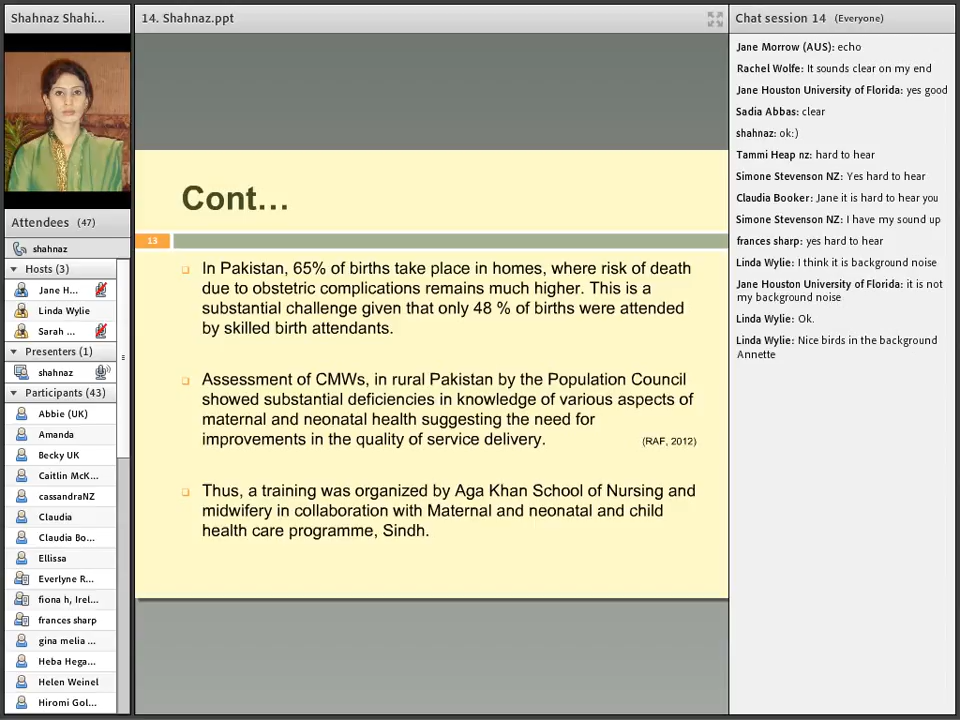 Shahnaz Shahi...
Attendees (47)
shahnaz
Hosts (3)
Jane H...
Linda Wylie
Sarah ...
Presenters (1)
shahnaz
Participants (43)
Abbie (UK)
Amanda
Becky UK
Caitlin McK...
cassandraNZ
Claudia
Claudia Bo...
Ellissa
Everlyne R...
fiona h, Irel...
frances sharp
gina melia ...
Heba Hega...
Helen Weinel
Hiromi Gol...
14. Shahnaz.ppt
Cont...
13
In Pakistan, 65% of births take place in homes, where risk of death
due to obstetric complications remains much higher. This is a
substantial challenge given that only 48 % of births were attended
by skilled birth attendants.
Assessment of CMWs, in rural Pakistan by the Population Council
showed substantial deficiencies in knowledge of various aspects of
maternal and neonatal health suggesting the need for
improvements in the quality of service delivery. (RAF, 2012)
Thus, a training was organized by Aga Khan School of Nursing and
midwifery in collaboration with Maternal and neonatal and child
health care programme, Sindh.
Chat session 14 (Everyone)
Jane Morrow (AUS): echo
Rachel Wolfe: It sounds clear on my end
Jane Houston University of Florida: yes good
Sadia Abbas: clear
shahnaz: ok:)
Tammi Heap nz: hard to hear
Simone Stevenson NZ: Yes hard to hear
Claudia Booker: Jane it is hard to hear you
Simone Stevenson NZ: I have my sound up
frances sharp: yes hard to hear
Linda Wylie: I think it is background noise
Jane Houston University of Florida: it is not
my background noise
Linda Wylie: Ok.
Linda Wylie: Nice birds in the background
Annette